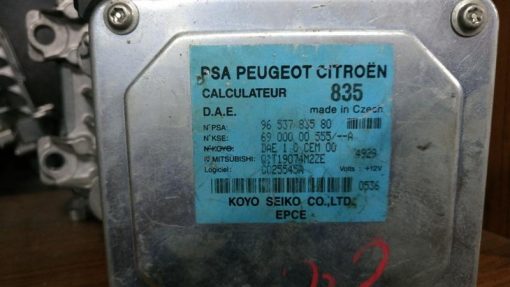 PSA PEUGEOT CITROËN
CALCULATEUR 835
D.A.E. made in Czech
N°PSA: 96 537 835 80
N°KSE: 69 000 00 555/--A
N°KOYO: DAE 1.0 CEM 00
N°MITSUBISHI: Q1T19074M2ZE 4929
Logiciel: CC25545A Volts: +12V
0536
KOYO SEIKO CO.,LTD.
EPCE